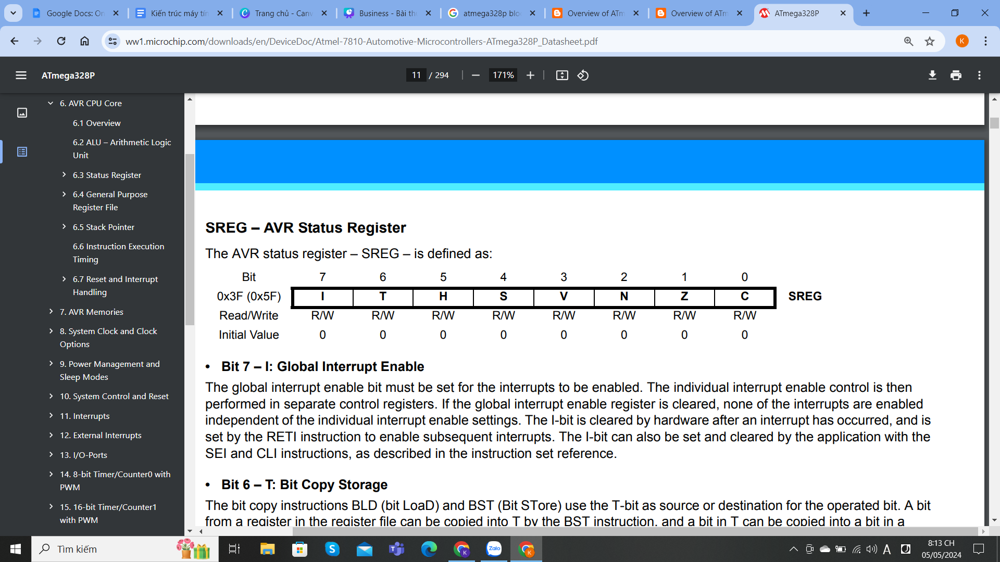 Google Docs: On
Kiến trúc máy tín
Trang chủ - Canv
Business - Bài thu
atmega328p blo
Overview of ATm
Overview of ATm
ATmega328P
ww1.microchip.com/downloads/en/DeviceDoc/Atmel-7810-Automotive-Microcontrollers-ATmega328P_Datasheet.pdf
K
ATmega328P
11 / 294
171%
6. AVR CPU Core
6.1 Overview
6.2 ALU – Arithmetic Logic
Unit
6.3 Status Register
6.4 General Purpose
Register File
6.5 Stack Pointer
6.6 Instruction Execution
Timing
6.7 Reset and Interrupt
Handling
7. AVR Memories
8. System Clock and Clock
Options
9. Power Management and
Sleep Modes
10. System Control and Reset
11. Interrupts
12. External Interrupts
13. I/O-Ports
14. 8-bit Timer/Counter0 with
PWM
15. 16-bit Timer/Counter1
with PWM
SREG – AVR Status Register
The AVR status register – SREG – is defined as:
Bit 7 6 5 4 3 2 1 0
0x3F (0x5F) I T H S V N Z C SREG
Read/Write R/W R/W R/W R/W R/W R/W R/W R/W
Initial Value 0 0 0 0 0 0 0 0
• Bit 7 – I: Global Interrupt Enable
The global interrupt enable bit must be set for the interrupts to be enabled. The individual interrupt enable control is then
performed in separate control registers. If the global interrupt enable register is cleared, none of the interrupts are enabled
independent of the individual interrupt enable settings. The I-bit is cleared by hardware after an interrupt has occurred, and is
set by the RETI instruction to enable subsequent interrupts. The I-bit can also be set and cleared by the application with the
SEI and CLI instructions, as described in the instruction set reference.
• Bit 6 – T: Bit Copy Storage
The bit copy instructions BLD (bit LoaD) and BST (Bit STore) use the T-bit as source or destination for the operated bit. A bit
from a register in the register file can be copied into T by the BST instruction, and a bit in T can be copied into a bit in a
Tìm kiếm
Zalo
A
8:13 CH
05/05/2024